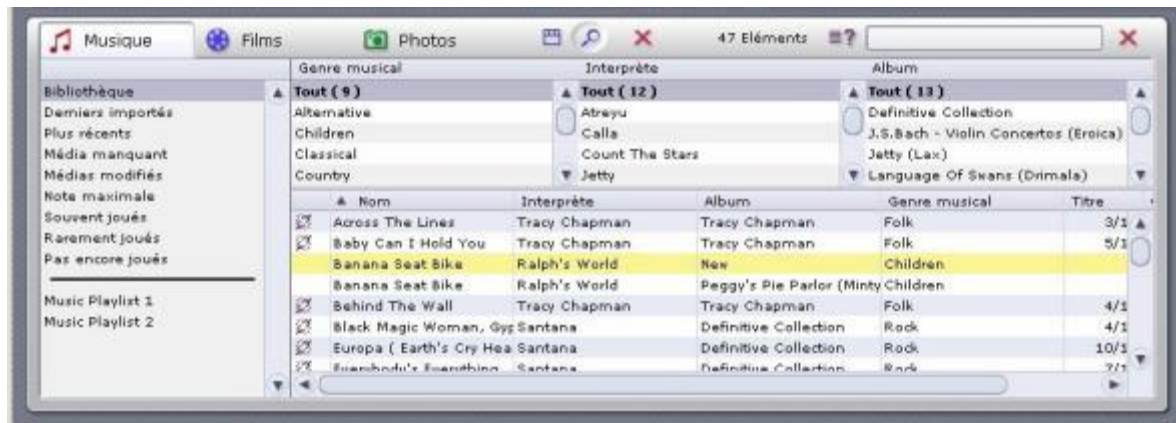 Musique Films Photos 47 Eléments ?
Genre musical Interprète Album
Bibliothèque Tout ( 9 ) Tout ( 12 ) Tout ( 13 )
Derniers importés Alternative Atreyu Definitive Collection
Plus récents Children Calla J.S.Bach - Violin Concertos (Eroica)
Média manquant Classical Count The Stars Jetty (Lax)
Médias modifiés Country Jetty Language Of Swans (Drimala)
Note maximale
Souvent joués
Rarement joués
Pas encore joués
Music Playlist 1
Music Playlist 2
Nom Interprète Album Genre musical Titre
Across The Lines Tracy Chapman Tracy Chapman Folk 3/1
Baby Can I Hold You Tracy Chapman Tracy Chapman Folk 5/1
Banana Seat Bike Ralph's World New Children
Banana Seat Bike Ralph's World Peggy's Pie Parlor (Minty Children
Behind The Wall Tracy Chapman Tracy Chapman Folk 4/1
Black Magic Woman, Gyp Santana Definitive Collection Rock 4/1
Europa ( Earth's Cry Hea Santana Definitive Collection Rock 10/1
Everybody's Everything Santana Definitive Collection Rock